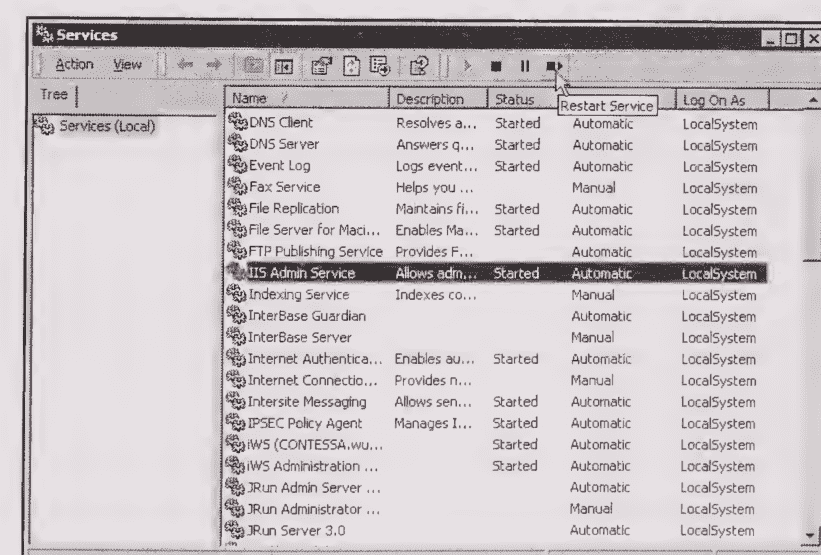 Services
Action View
Tree
Name Description Status Restart Service Log On As
Services (Local)
DNS Client Resolves a... Started Automatic LocalSystem
DNS Server Answers q... Started Automatic LocalSystem
Event Log Logs event... Started Automatic LocalSystem
Fax Service Helps you ... Manual LocalSystem
File Replication Maintains fi... Started Automatic LocalSystem
File Server for Maci... Enables Ma... Started Automatic LocalSystem
FTP Publishing Service Provides F... Automatic LocalSystem
IIS Admin Service Allows adm... Started Automatic LocalSystem
Indexing Service Indexes co... Manual LocalSystem
InterBase Guardian Automatic LocalSystem
InterBase Server Manual LocalSystem
Internet Authentica... Enables au... Started Automatic LocalSystem
Internet Connectio... Provides n... Manual LocalSystem
Intersite Messaging Allows sen... Started Automatic LocalSystem
IPSEC Policy Agent Manages I... Started Automatic LocalSystem
iWS (CONTESSA.wu... Started Automatic LocalSystem
iWS Administration ... Started Automatic LocalSystem
JRun Admin Server ... Automatic LocalSystem
JRun Administrator ... Manual LocalSystem
JRun Server 3.0 Automatic LocalSystem